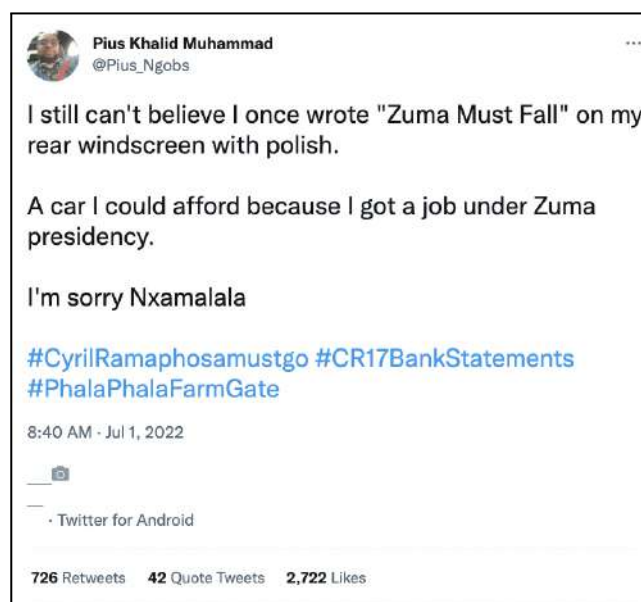 Pius Khalid Muhammad
@Pius_Ngobs
I still can't believe I once wrote "Zuma Must Fall" on my
rear windscreen with polish.
A car I could afford because I got a job under Zuma
presidency.
I'm sorry Nxamalala
#CyrilRamaphosamustgo #CR17BankStatements
#PhalaPhalaFarmGate
8:40 AM · Jul 1, 2022
· Twitter for Android
726 Retweets 42 Quote Tweets 2,722 Likes